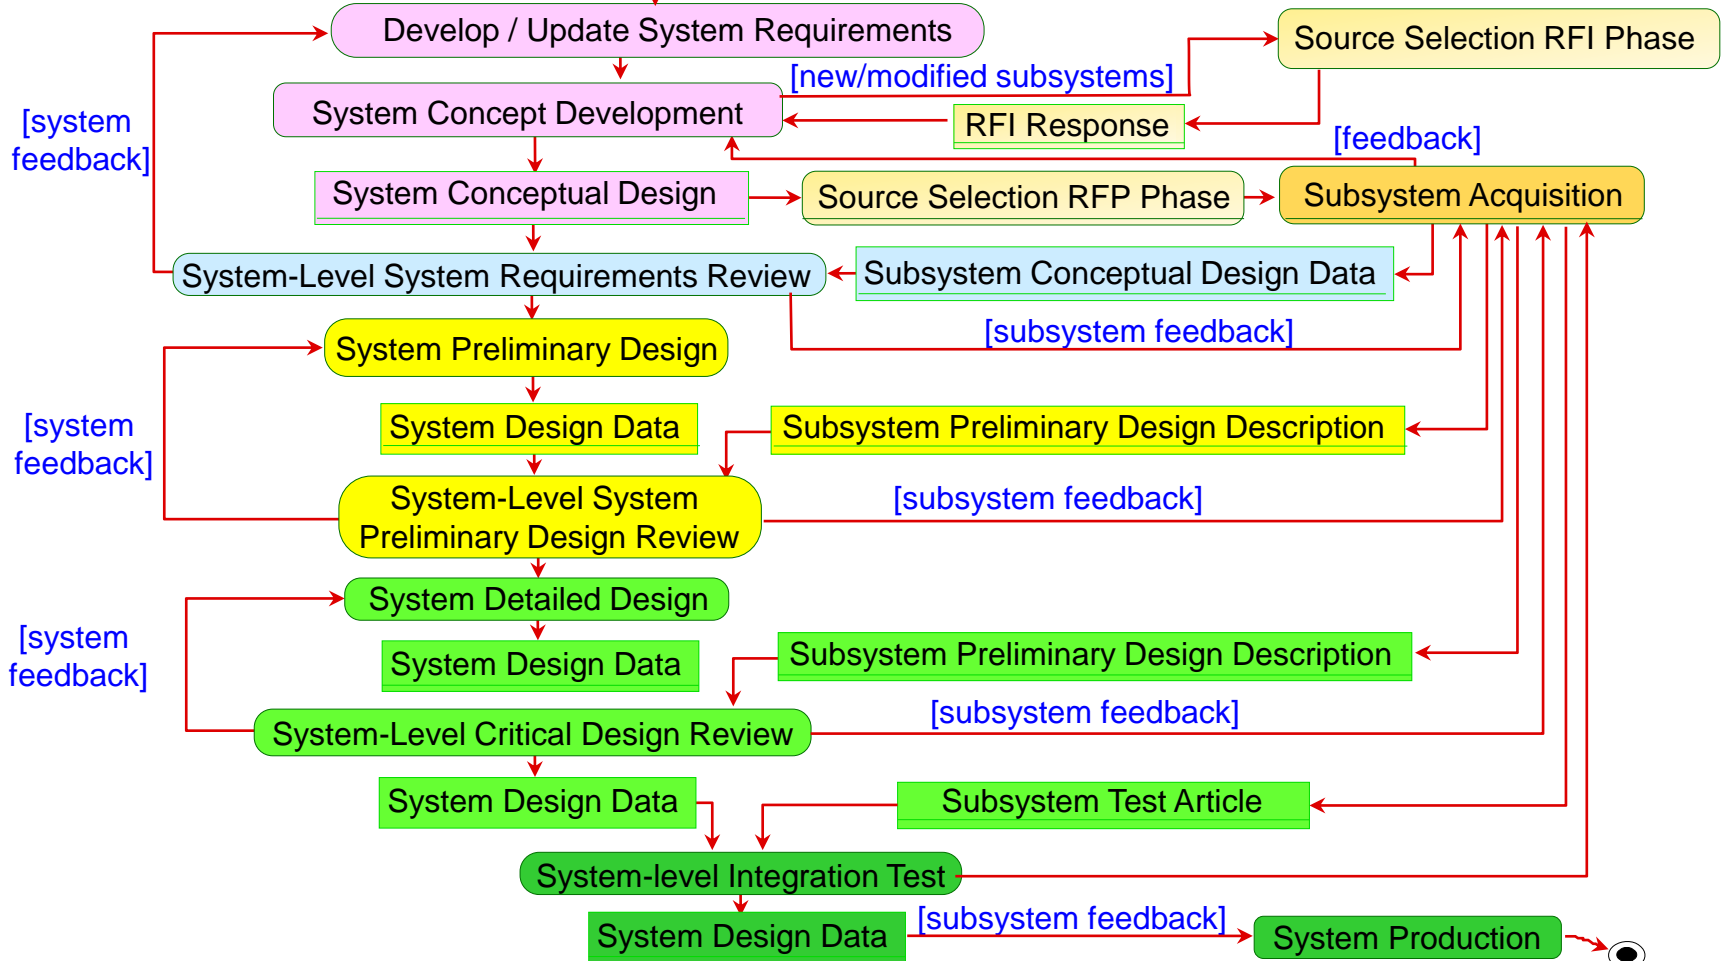 Develop / Update System Requirements
Source Selection RFI Phase
[new/modified subsystems]
System Concept Development
RFI Response
[system
feedback]
[feedback]
System Conceptual Design
Source Selection RFP Phase
Subsystem Acquisition
System-Level System Requirements Review
Subsystem Conceptual Design Data
[subsystem feedback]
System Preliminary Design
[system
feedback]
System Design Data
Subsystem Preliminary Design Description
System-Level System
Preliminary Design Review
[subsystem feedback]
System Detailed Design
[system
feedback]
System Design Data
Subsystem Preliminary Design Description
[subsystem feedback]
System-Level Critical Design Review
System Design Data
Subsystem Test Article
System-level Integration Test
[subsystem feedback]
System Design Data
System Production